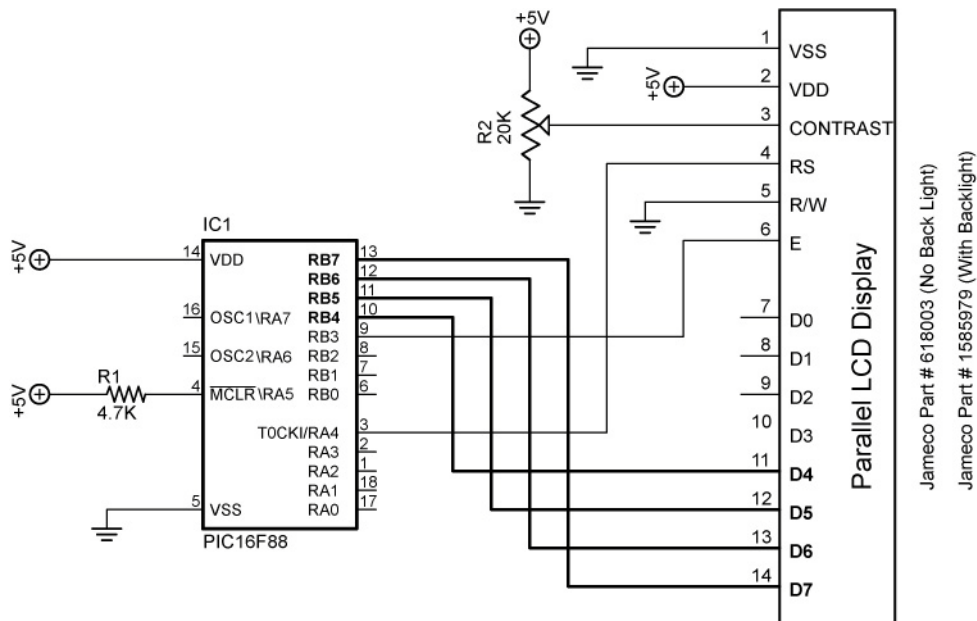 +5V
R2
20K
+5V
1 VSS
2 VDD
3 CONTRAST
4 RS
5 R/W
6 E
7 D0
8 D1
9 D2
10 D3
11 D4
12 D5
13 D6
14 D7
Parallel LCD Display
Jameco Part # 618003 (No Back Light)
Jameco Part # 1585979 (With Backlight)
IC1
+5V
14 VDD
16 OSC1\RA7
15 OSC2\RA6
+5V
R1
4.7K
4 MCLR\RA5
5 VSS
RB7 13
RB6 12
RB5 11
RB4 10
RB3 9
RB2 8
RB1 7
RB0 6
T0CKI/RA4 3
RA3 2
RA2 1
RA1 18
RA0 17
PIC16F88